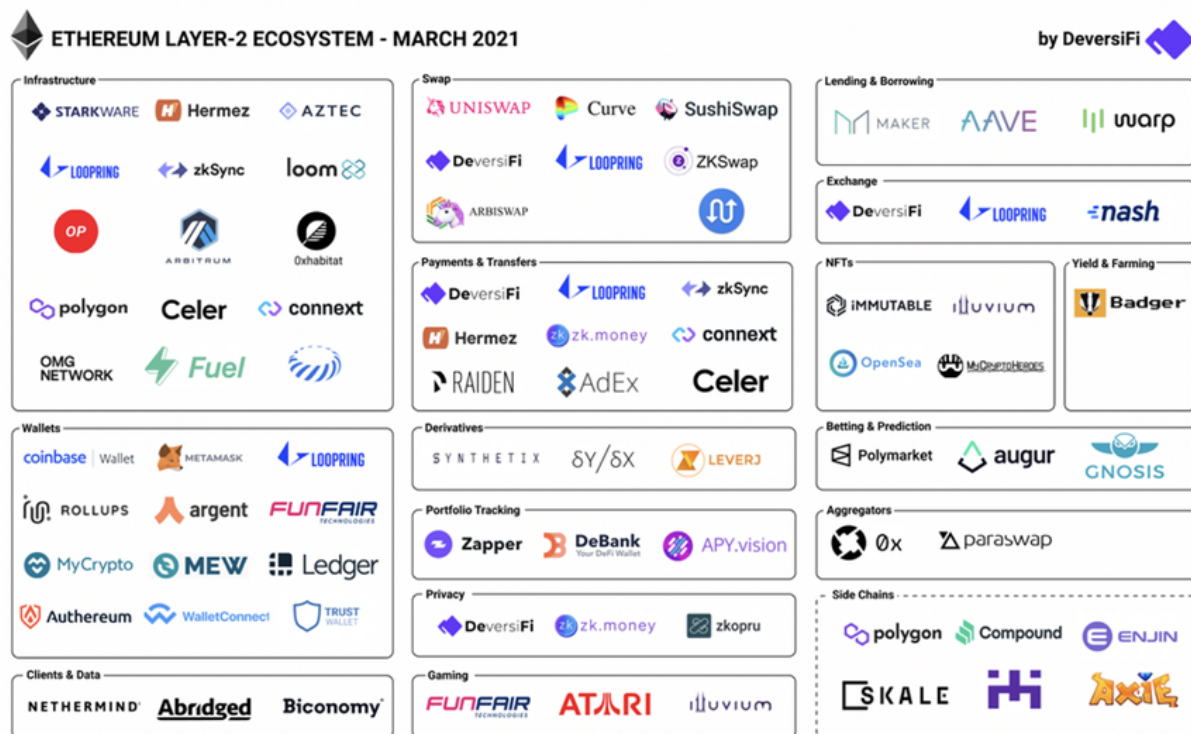 ETHEREUM LAYER-2 ECOSYSTEM - MARCH 2021
by DeversiFi
Infrastructure
STARKWARE
Hermez
AZTEC
LOOPRING
zkSync
loom
OP
ARBITRUM
0xhabitat
polygon
Celer
connext
OMG
NETWORK
Fuel
Swap
UNISWAP
Curve
SushiSwap
DeversiFi
LOOPRING
ZKSwap
ARBISWAP
Lending & Borrowing
MAKER
AAVE
warp
Exchange
DeversiFi
LOOPRING
nash
Payments & Transfers
DeversiFi
LOOPRING
zkSync
Hermez
zk zk.money
connext
RAIDEN
AdEx
Celer
NFTs
iMMUTABLE
illuvium
OpenSea
MyCryptoHeroes
Yield & Farming
Badger
Wallets
coinbase | Wallet
METAMASK
LOOPRING
ROLLUPS
argent
FUNFAIR
TECHNOLOGIES
MyCrypto
MEW
Ledger
Authereum
WalletConnect
TRUST
WALLET
Derivatives
SYNTHETIX
δY/δX
LEVERJ
Betting & Prediction
Polymarket
augur
GNOSIS
Portfolio Tracking
Zapper
DeBank
Your DeFi Wallet
APY.vision
Aggregators
0x
paraswap
Privacy
DeversiFi
zk zk.money
zkopru
Side Chains
polygon
Compound
ENJIN
SKALE
AXIE
Clients & Data
NETHERMIND
Abridged
Biconomy
Gaming
FUNFAIR
TECHNOLOGIES
ATARI
illuvium